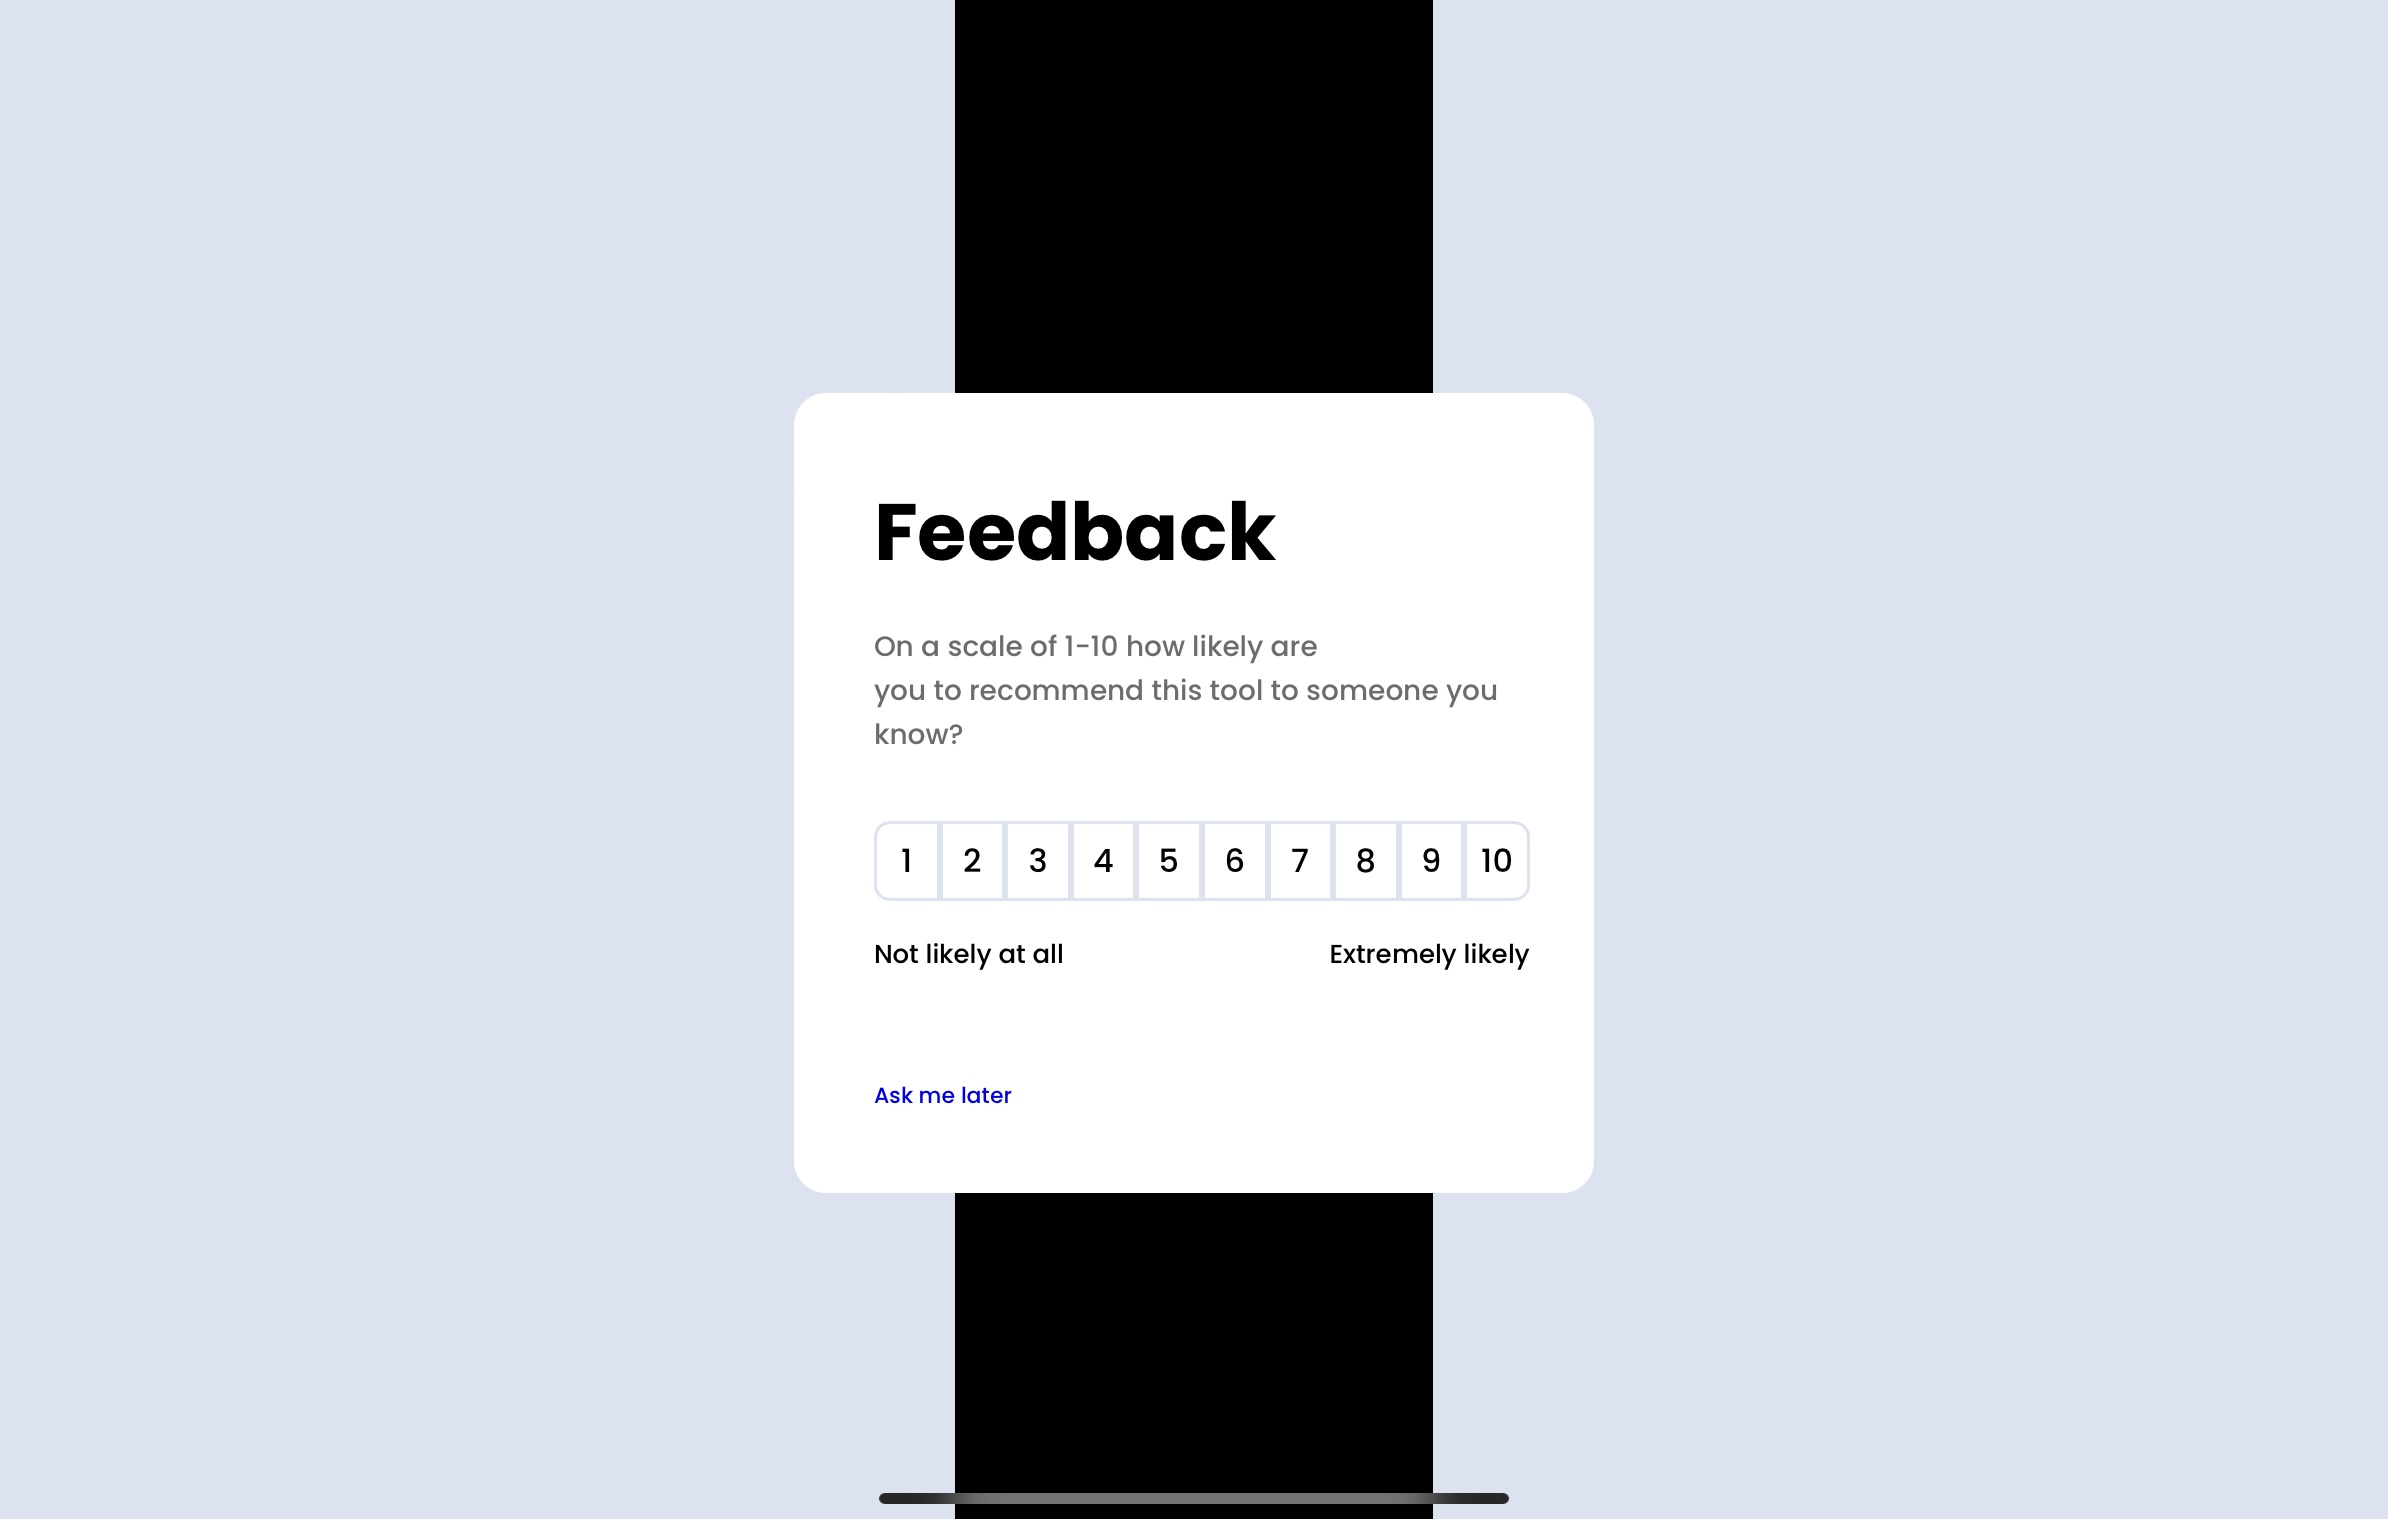 Feedback
On a scale of 1-10 how likely are
you to recommend this tool to someone you
know?
1 2 3 4 5 6 7 8 9 10
Not likely at all Extremely likely
Ask me later